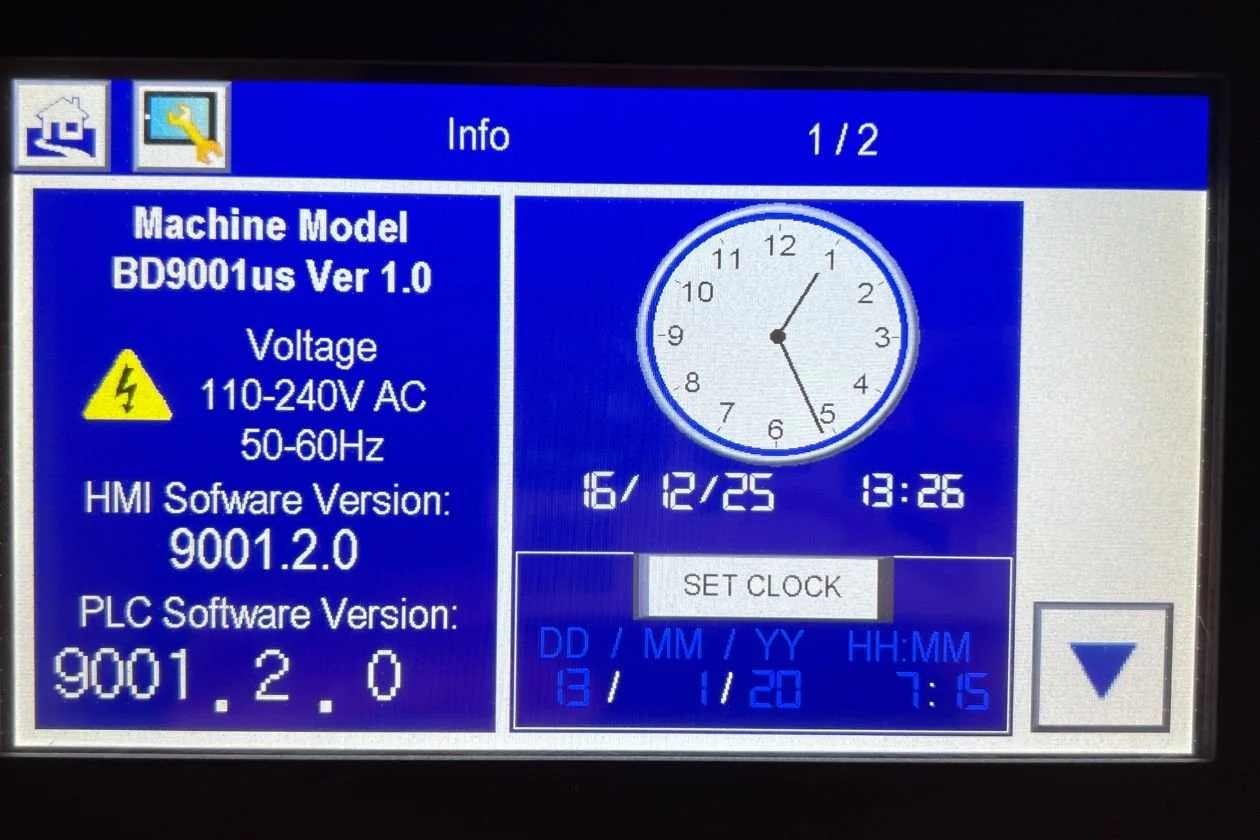 Info
1/2
Machine Model
BD9001us Ver 1.0
Voltage
110-240V AC
50-60Hz
HMI Sofware Version:
9001.2.0
PLC Software Version:
9001.2.0
12
1
2
3
4
5
6
7
8
9
10
11
16/12/25 13:26
SET CLOCK
DD / MM / YY HH:MM
13 / 1 / 20 7:15